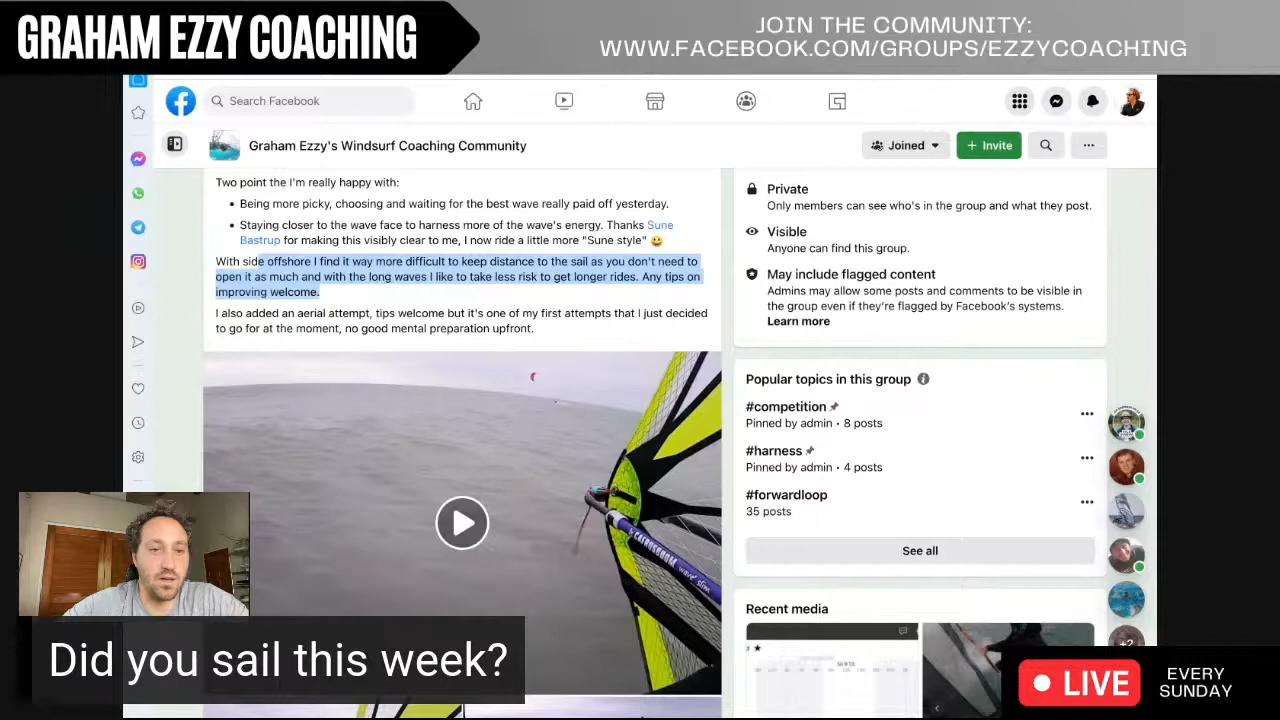 GRAHAM EZZY COACHING
JOIN THE COMMUNITY:
WWW.FACEBOOK.COM/GROUPS/EZZYCOACHING
Search Facebook
Graham Ezzy's Windsurf Coaching Community
Joined
+ Invite
Two point the I'm really happy with:
• Being more picky, choosing and waiting for the best wave really paid off yesterday.
• Staying closer to the wave face to harness more of the wave's energy. Thanks Sune
Bastrup for making this visibly clear to me, I now ride a little more "Sune style" 😃
With side offshore I find it way more difficult to keep distance to the sail as you don't need to
open it as much and with the long waves I like to take less risk to get longer rides. Any tips on
improving welcome.
I also added an aerial attempt, tips welcome but it's one of my first attempts that I just decided
to go for at the moment, no good mental preparation upfront.
wave slim
Private
Only members can see who's in the group and what they post.
Visible
Anyone can find this group.
May include flagged content
Admins may allow some posts and comments to be visible in
the group even if they're flagged by Facebook's systems.
Learn more
Popular topics in this group
#competition
Pinned by admin • 8 posts
#harness
Pinned by admin • 4 posts
#forwardloop
35 posts
See all
Recent media
+2
Did you sail this week?
LIVE
EVERY
SUNDAY